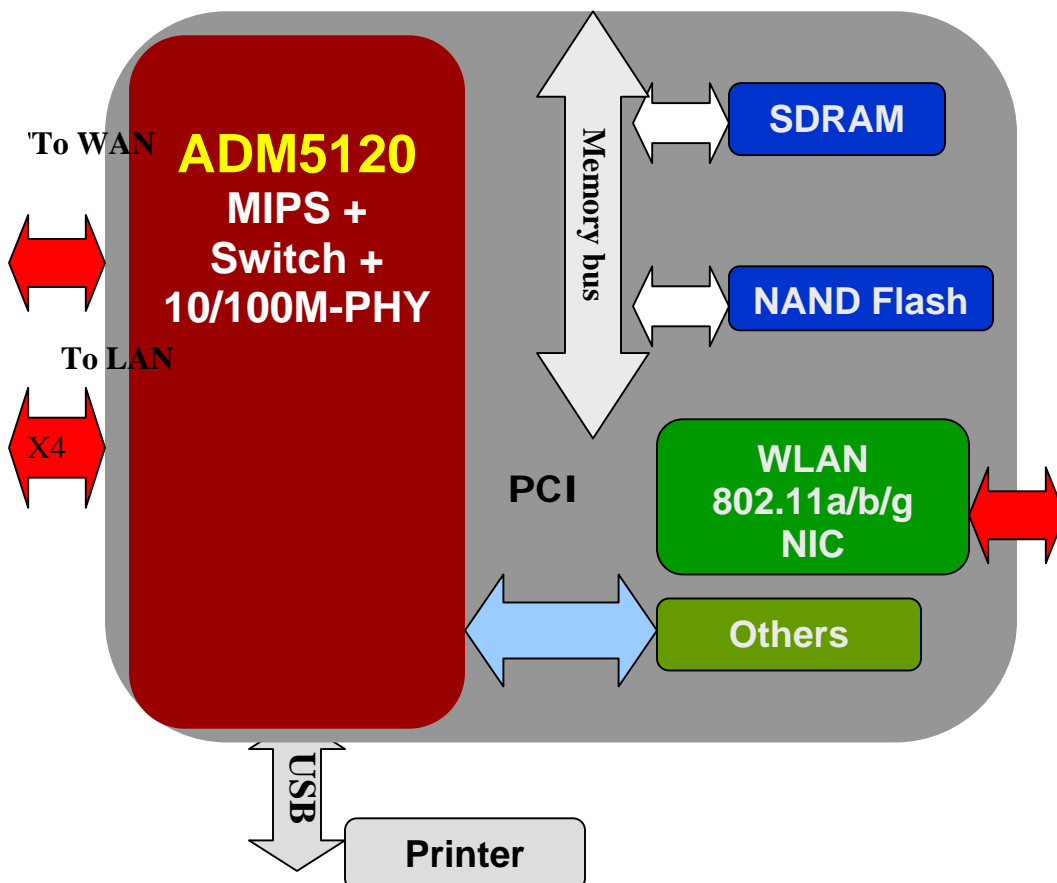 'To WAN
ADM5120
MIPS +
Switch +
10/100M-PHY
To LAN
X4
Memory bus
SDRAM
NAND Flash
PCI
WLAN
802.11a/b/g
NIC
Others
USB
Printer